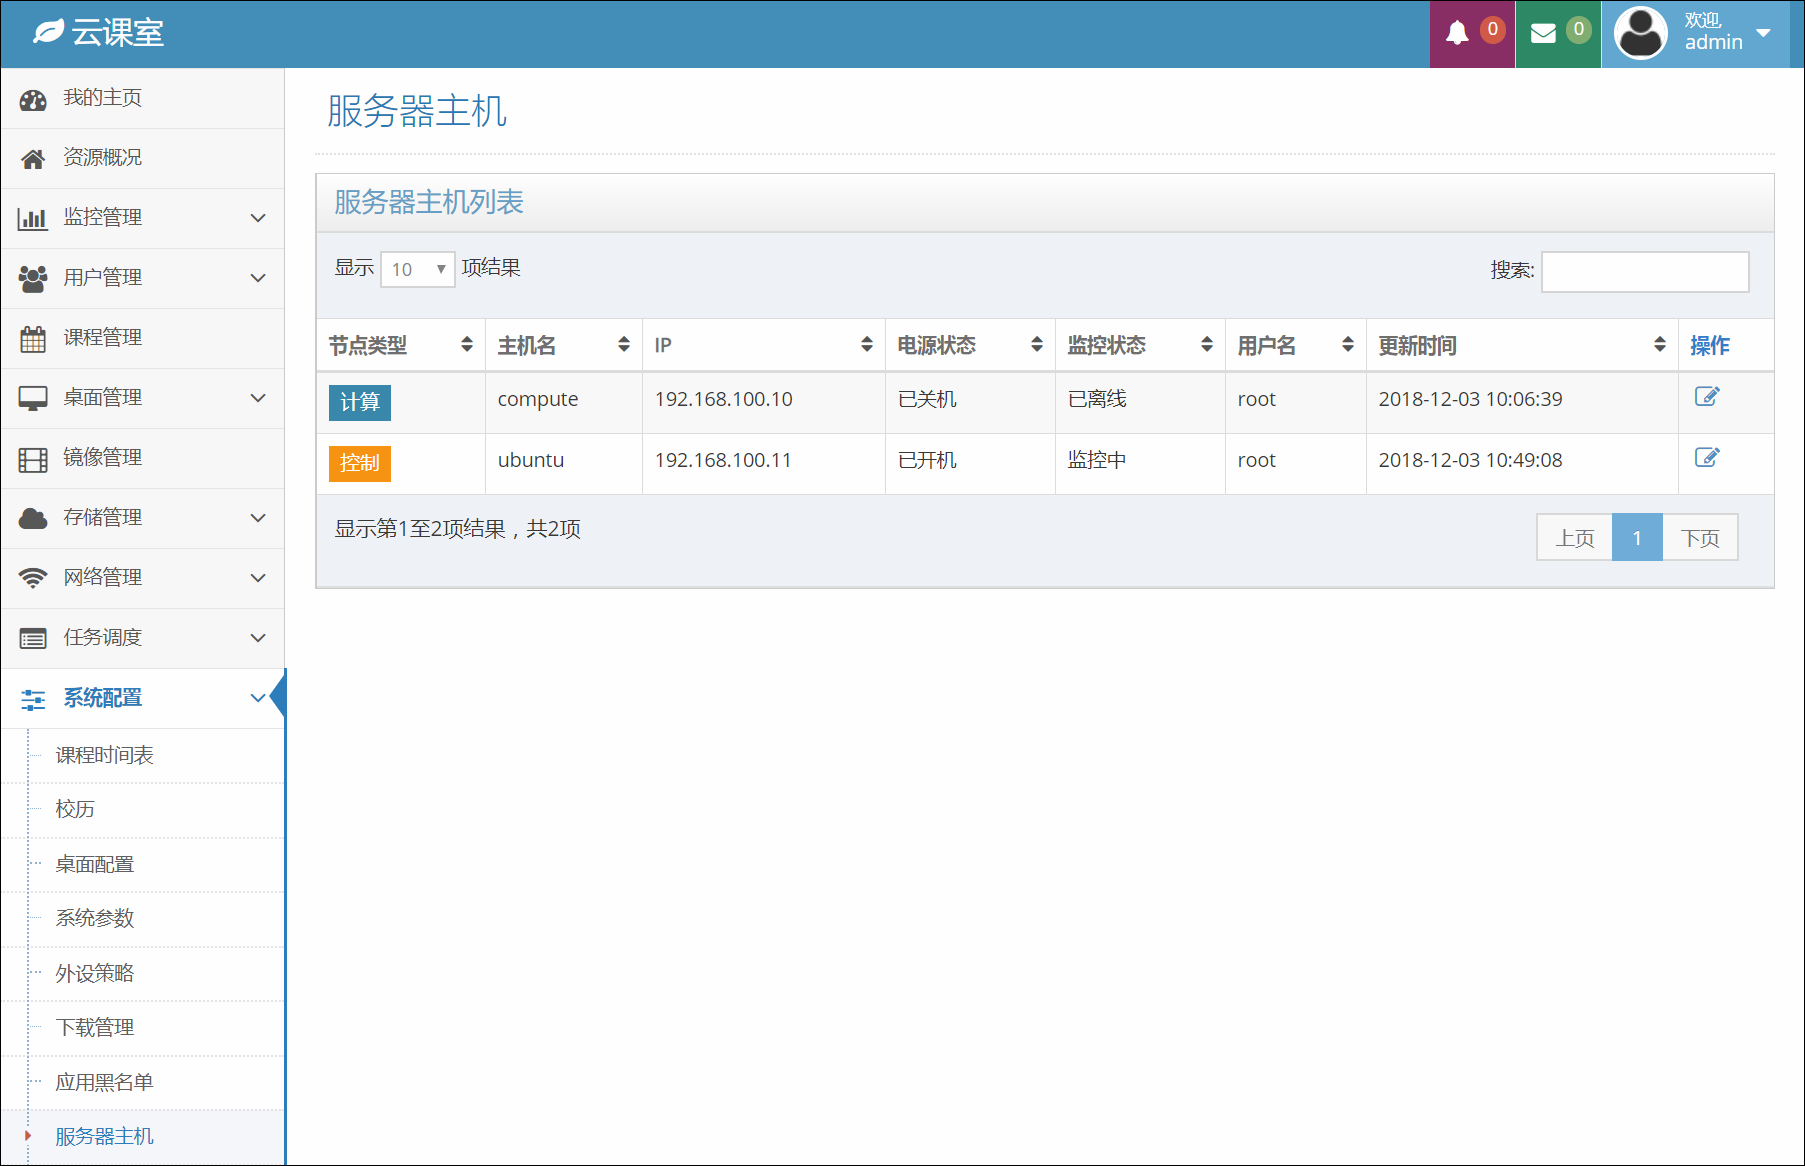 云课室
0
0
欢迎,
admin
我的主页
资源概况
监控管理
用户管理
课程管理
桌面管理
镜像管理
存储管理
网络管理
任务调度
系统配置
课程时间表
校历
桌面配置
系统参数
外设策略
下载管理
应用黑名单
服务器主机
服务器主机
服务器主机列表
显示 10 项结果
搜索:
节点类型 主机名 IP 电源状态 监控状态 用户名 更新时间 操作
计算 compute 192.168.100.10 已关机 已离线 root 2018-12-03 10:06:39
控制 ubuntu 192.168.100.11 已开机 监控中 root 2018-12-03 10:49:08
显示第1至2项结果，共2项
上页 1 下页